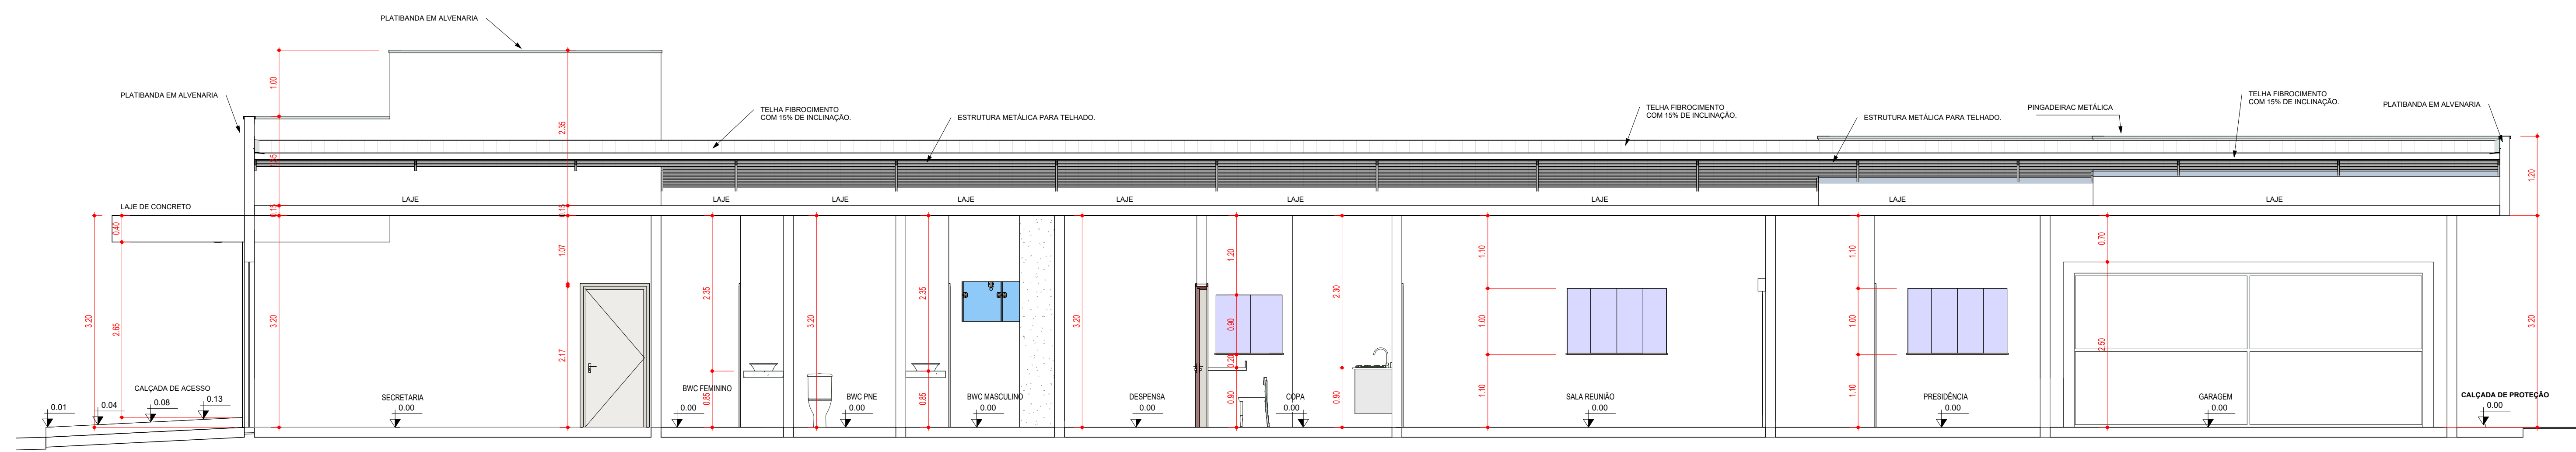 PLATIBANDA EM ALVENARIA
PLATIBANDA EM ALVENARIA
TELHA FIBROCIMENTO
COM 15% DE INCLINAÇÃO.
ESTRUTURA METÁLICA PARA TELHADO.
TELHA FIBROCIMENTO
COM 15% DE INCLINAÇÃO.
ESTRUTURA METÁLICA PARA TELHADO.
PINGADEIRAC METÁLICA
TELHA FIBROCIMENTO
COM 15% DE INCLINAÇÃO.
PLATIBANDA EM ALVENARIA
1.00
2.35
1.20
LAJE DE CONCRETO
LAJE
LAJE
LAJE
LAJE
LAJE
LAJE
LAJE
LAJE
LAJE
0.15
0.15
0.40
3.20
2.65
3.20
1.07
2.17
2.35
0.85
3.20
2.35
0.85
3.20
1.20
0.90
0.20
0.90
2.30
0.90
1.10
1.00
1.10
1.10
1.00
1.10
0.70
2.50
3.20
CALÇADA DE ACESSO
0.01
0.04
0.08
0.13
SECRETARIA
0.00
BWC FEMININO
0.00
BWC PNE
0.00
BWC MASCULINO
0.00
DESPENSA
0.00
COPA
0.00
SALA REUNIÃO
0.00
PRESIDÊNCIA
0.00
GARAGEM
0.00
CALÇADA DE PROTEÇÃO
0.00